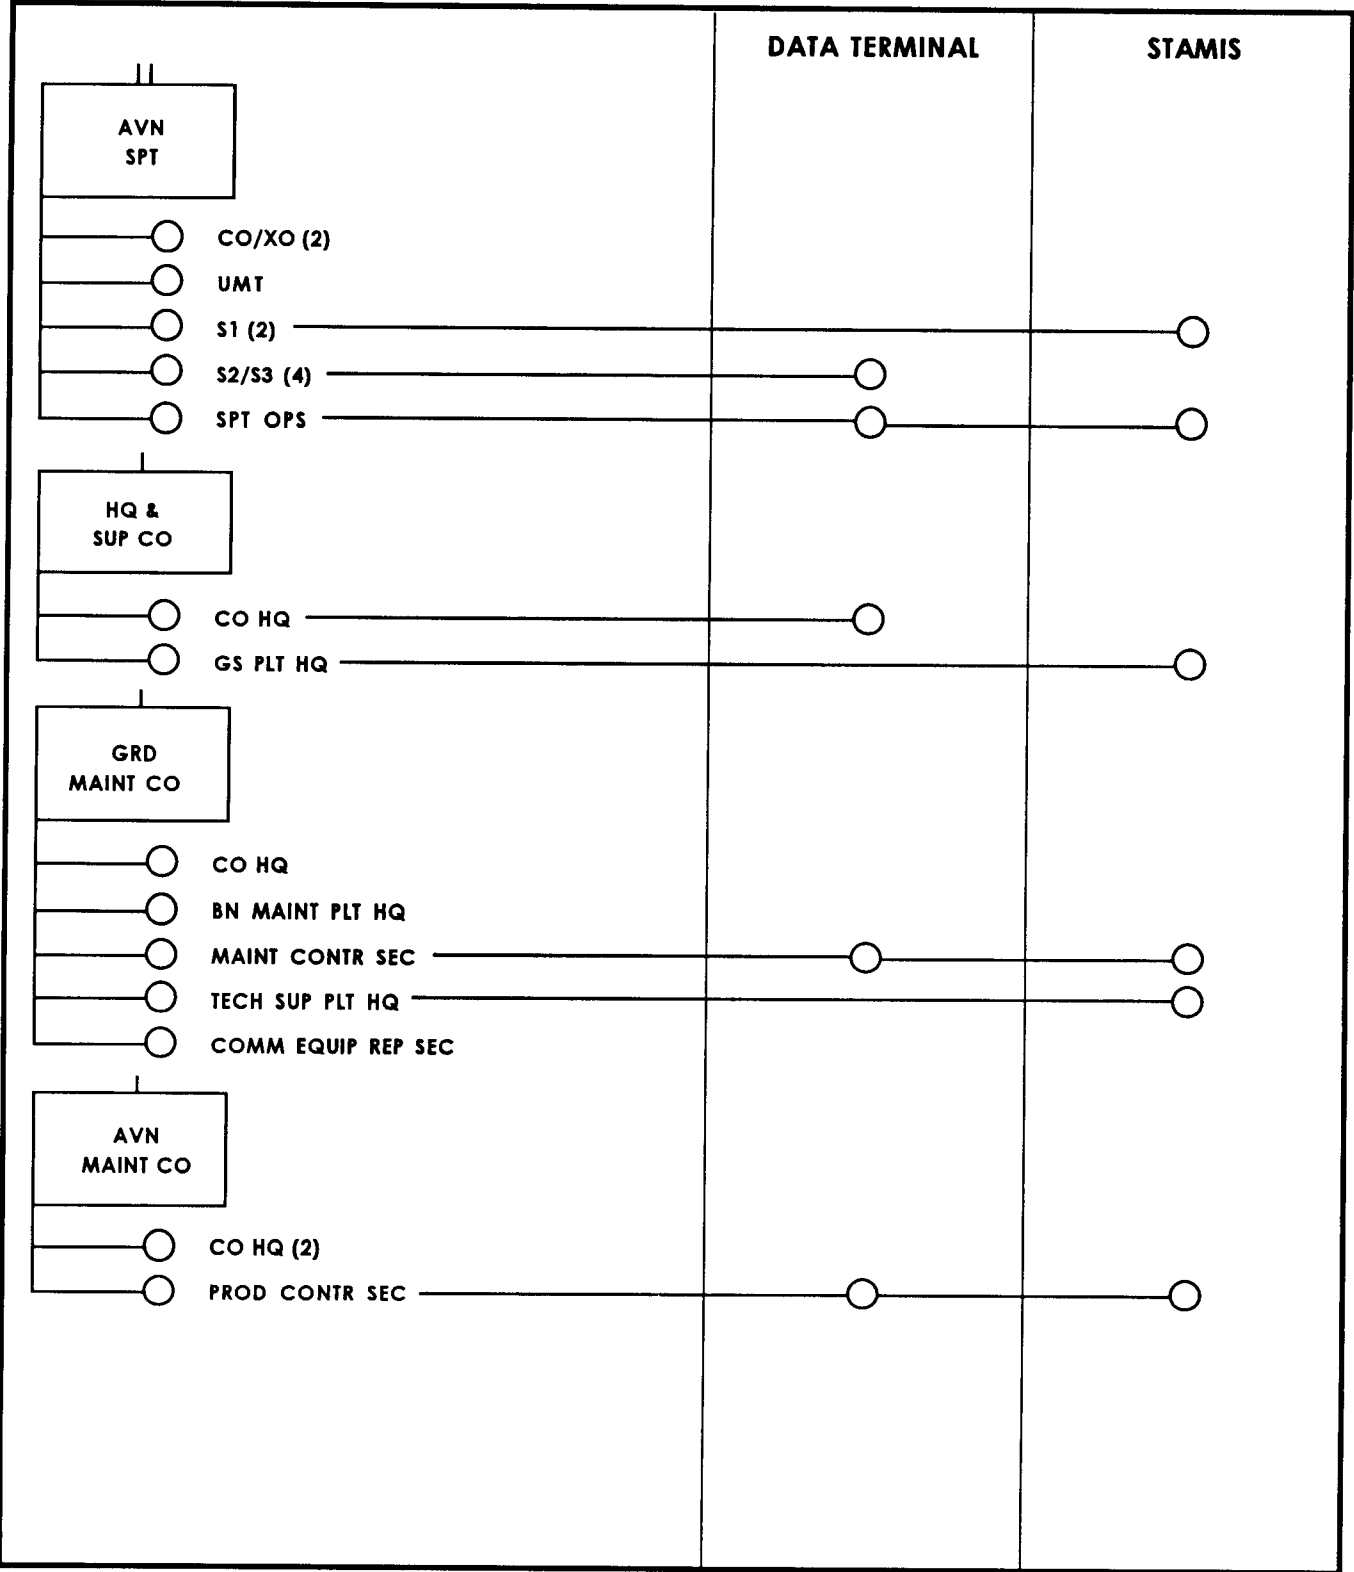 DATA TERMINAL
STAMIS
AVN
SPT
CO/XO (2)
UMT
S1 (2)
S2/S3 (4)
SPT OPS
HQ &
SUP CO
CO HQ
GS PLT HQ
GRD
MAINT CO
CO HQ
BN MAINT PLT HQ
MAINT CONTR SEC
TECH SUP PLT HQ
COMM EQUIP REP SEC
AVN
MAINT CO
CO HQ (2)
PROD CONTR SEC